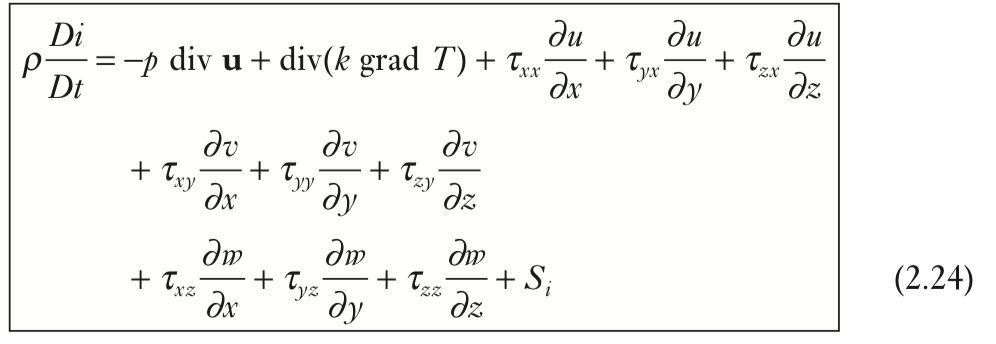 ρ Di/Dt = −p div **u** + div(k grad T) + τ_xx ∂u/∂x + τ_yx ∂u/∂y + τ_zx ∂u/∂z
+ τ_xy ∂v/∂x + τ_yy ∂v/∂y + τ_zy ∂v/∂z
+ τ_xz ∂w/∂x + τ_yz ∂w/∂y + τ_zz ∂w/∂z + S_i (2.24)